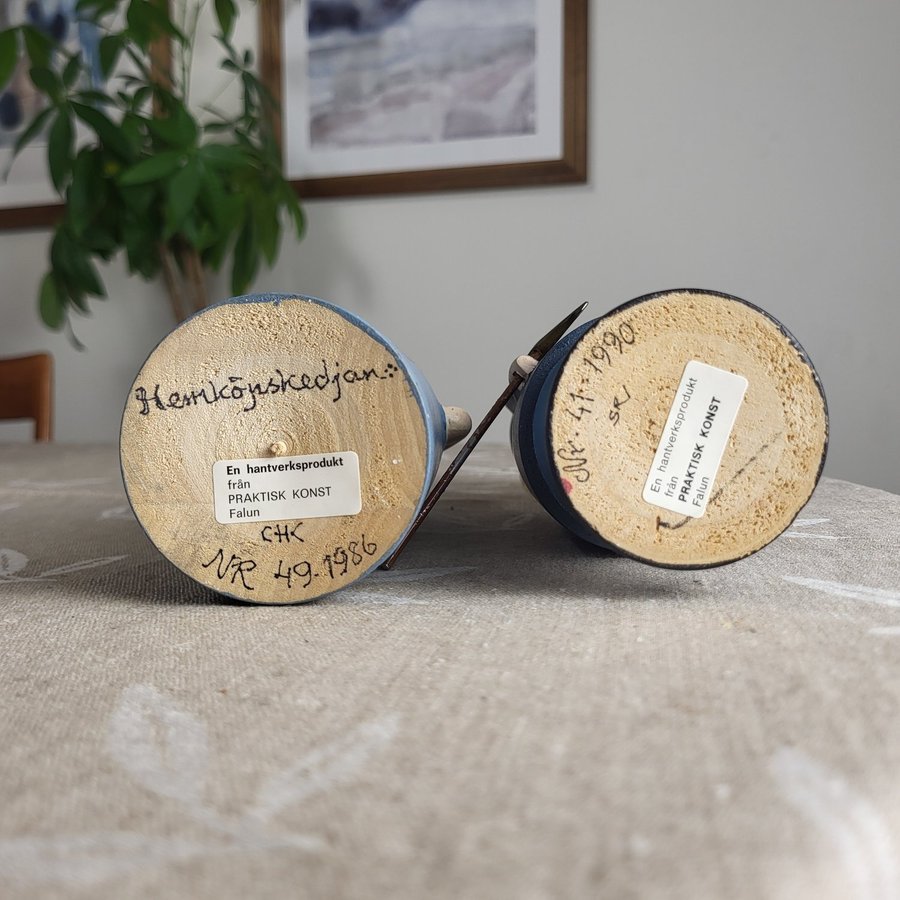 Hemköpskedjan
En hantverksprodukt
från
PRAKTISK KONST
Falun
CHK
NR 49-1986
Nr. 41-1990
SK/
En hantverksprodukt
från
PRAKTISK KONST
Falun